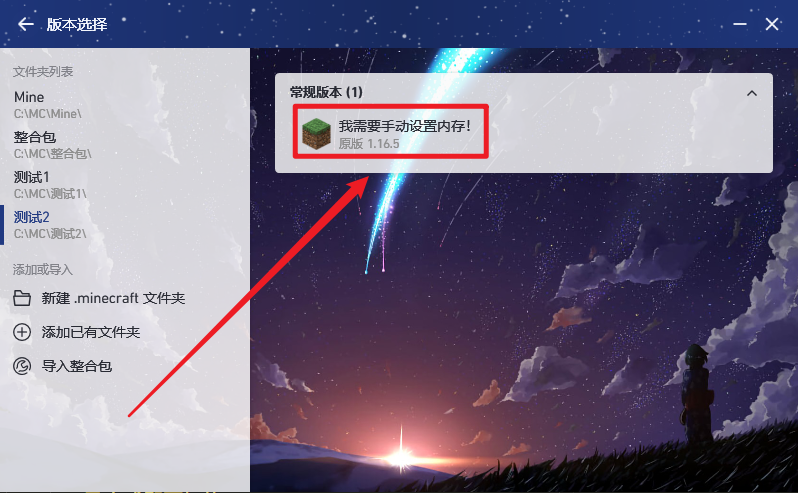 版本选择
文件夹列表
Mine
C:\MC\Mine\
整合包
C:\MC\整合包\
测试1
C:\MC\测试1\
测试2
C:\MC\测试2\
添加或导入
新建 .minecraft 文件夹
添加已有文件夹
导入整合包
常规版本 (1)
我需要手动设置内存!
原版 1.16.5